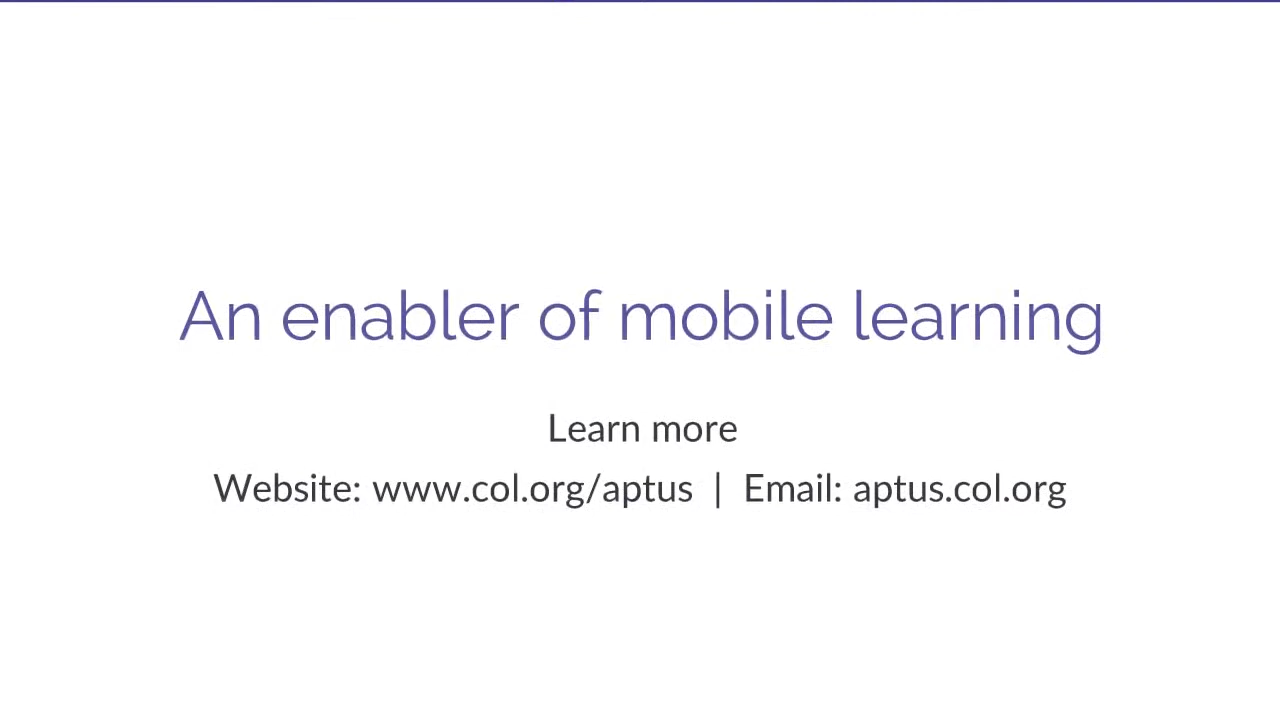 An enabler of mobile learning
Learn more
Website: www.col.org/aptus | Email: aptus.col.org